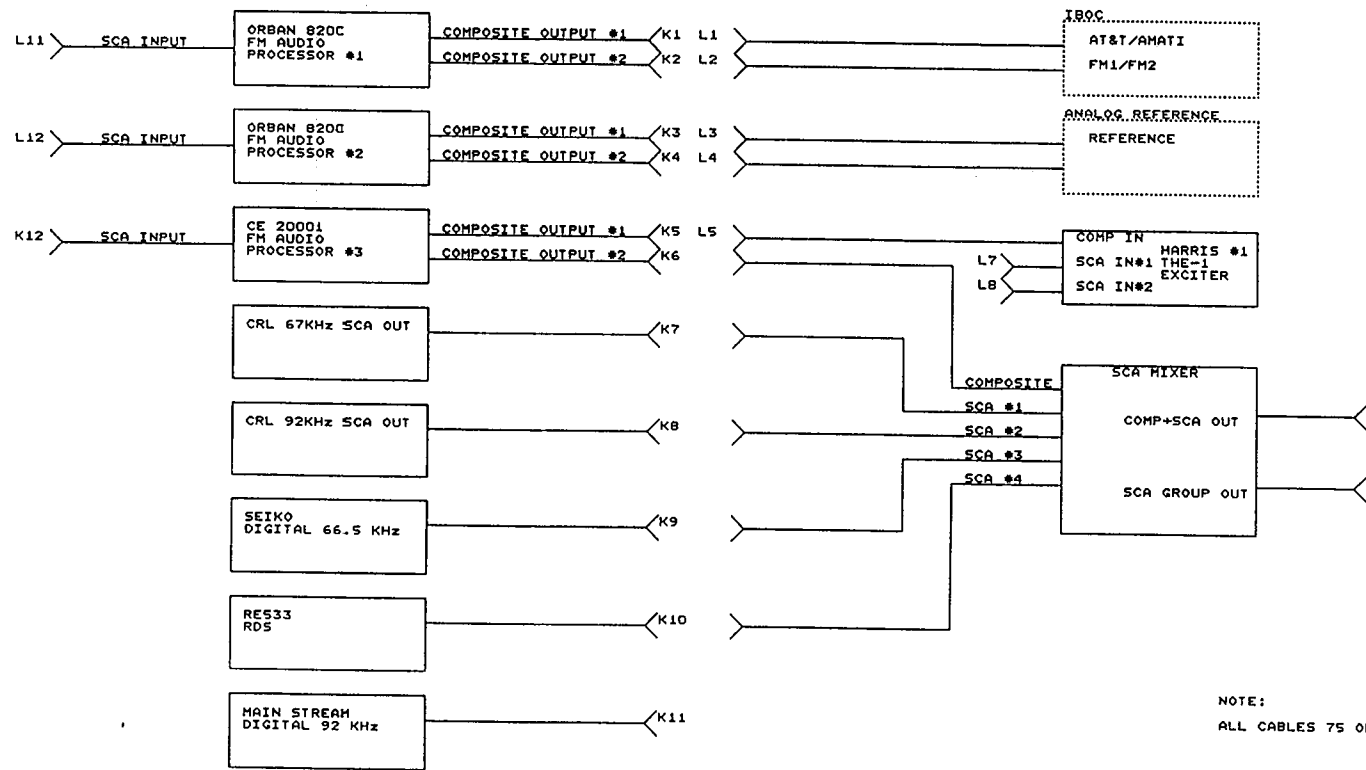 L11
SCA INPUT
ORBAN 820C
FM AUDIO
PROCESSOR #1
COMPOSITE OUTPUT #1
COMPOSITE OUTPUT #2
K1
K2
L1
L2
IBOC
AT&T/AMATI
FM1/FM2
L12
SCA INPUT
ORBAN 820C
FM AUDIO
PROCESSOR #2
COMPOSITE OUTPUT #1
COMPOSITE OUTPUT #2
K3
K4
L3
L4
ANALOG REFERENCE
REFERENCE
K12
SCA INPUT
CE 20001
FM AUDIO
PROCESSOR #3
COMPOSITE OUTPUT #1
COMPOSITE OUTPUT #2
K5
K6
L5
L7
L8
COMP IN
SCA IN#1
SCA IN#2
HARRIS #1
THE-1
EXCITER
CRL 67KHz SCA OUT
K7
CRL 92KHz SCA OUT
K8
COMPOSITE
SCA #1
SCA #2
SCA #3
SCA #4
SCA MIXER
COMP+SCA OUT
SCA GROUP OUT
SEIKO
DIGITAL 66.5 KHz
K9
RE533
RDS
K10
MAIN STREAM
DIGITAL 92 KHz
K11
NOTE:
ALL CABLES 75